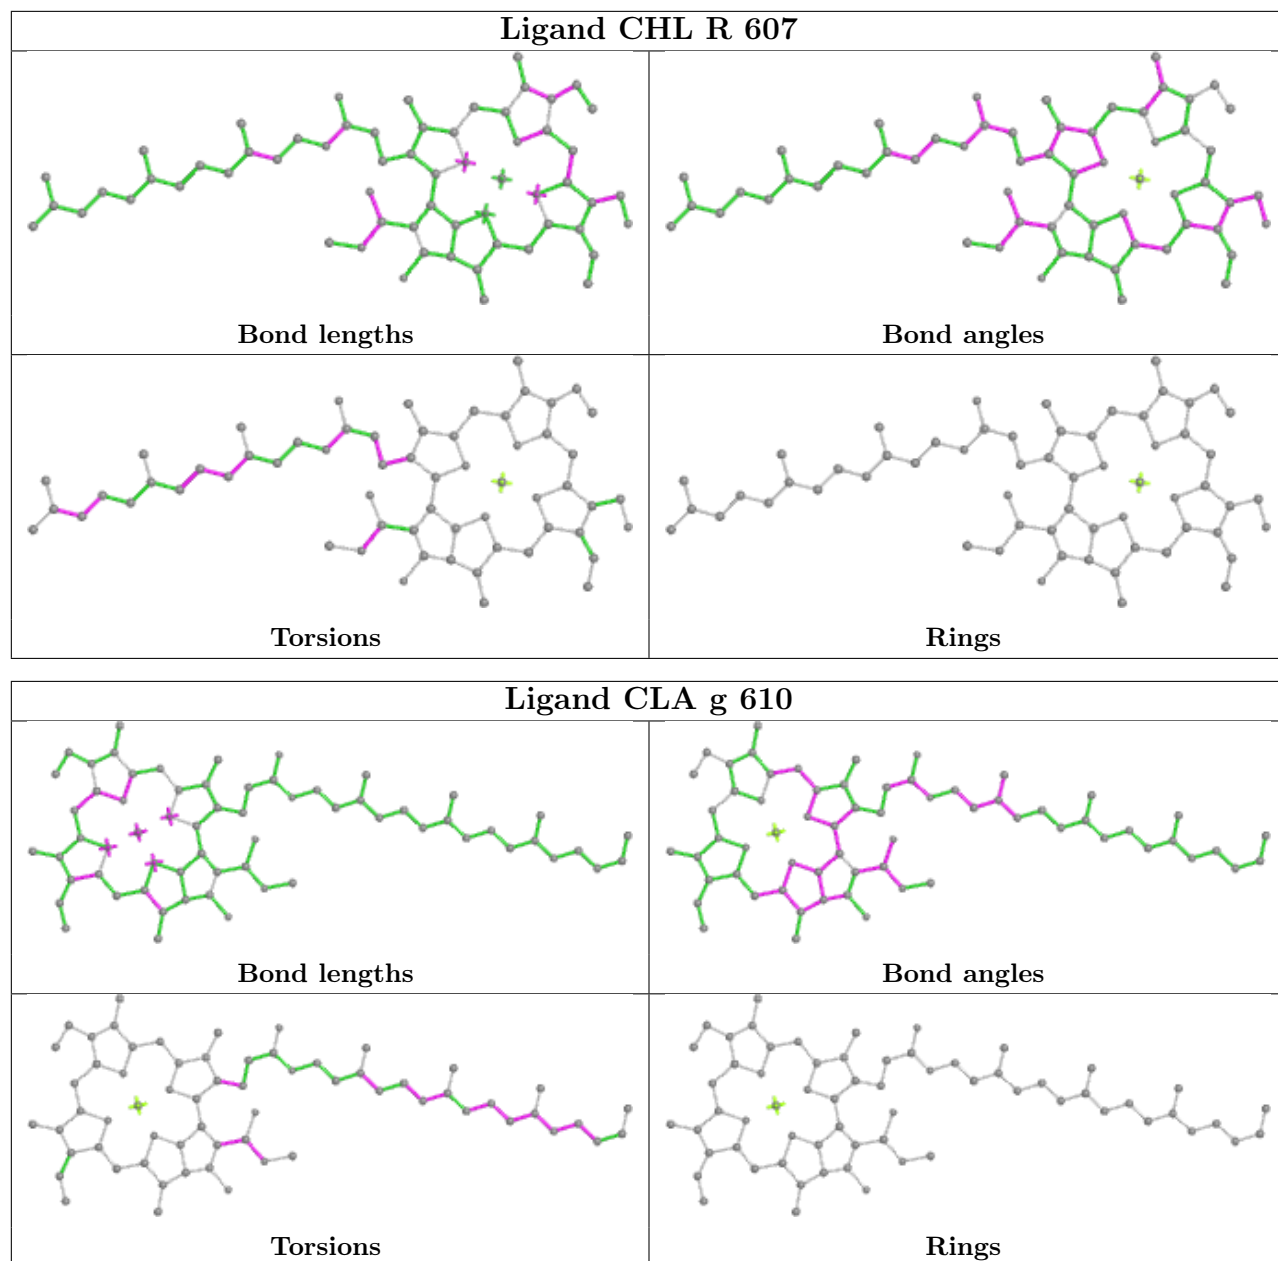 Ligand CHL R 607
Bond lengths
Bond angles
Torsions
Rings
Ligand CLA g 610
Bond lengths
Bond angles
Torsions
Rings